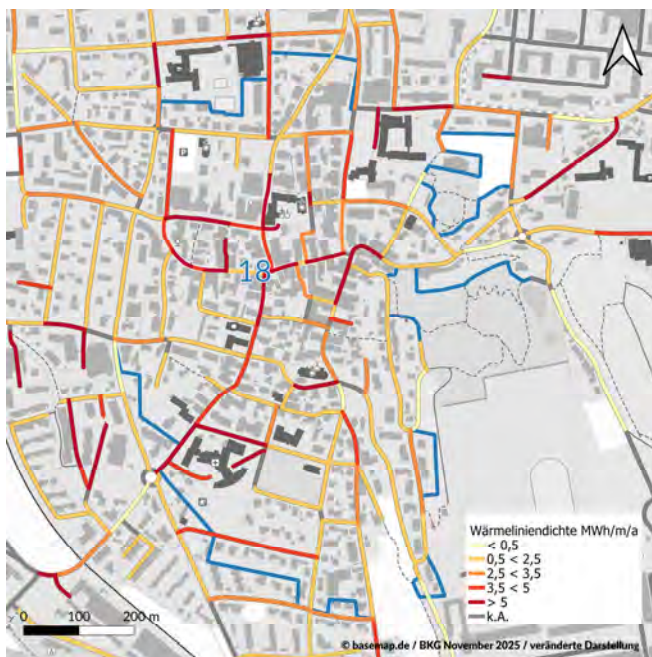 P
18
P
Wärmeliniendichte MWh/m/a
< 0,5
0,5 < 2,5
2,5 < 3,5
3,5 < 5
> 5
k.A.
0 100 200 m
© basemap.de / BKG November 2025 / veränderte Darstellung